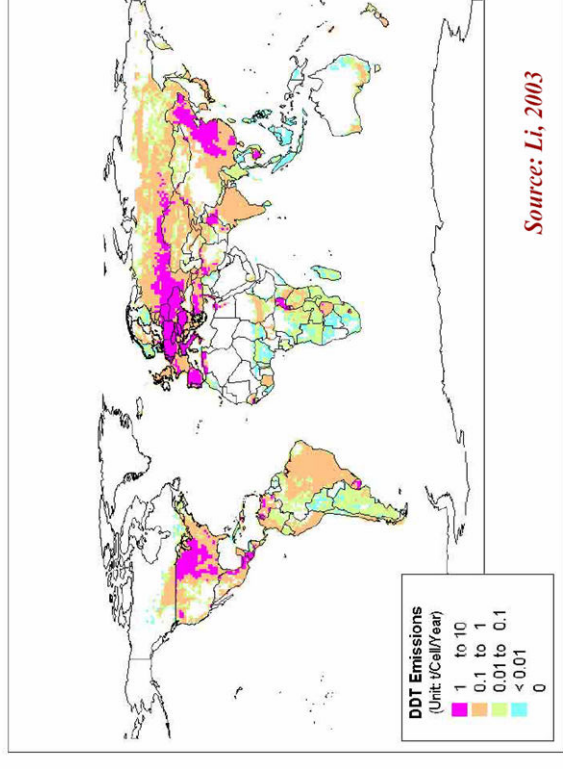 DDT Emissions
(Unit: t/Cell/Year)
1 to 10
0.1 to 1
0.01 to 0.1
< 0.01
0
Source: Li, 2003